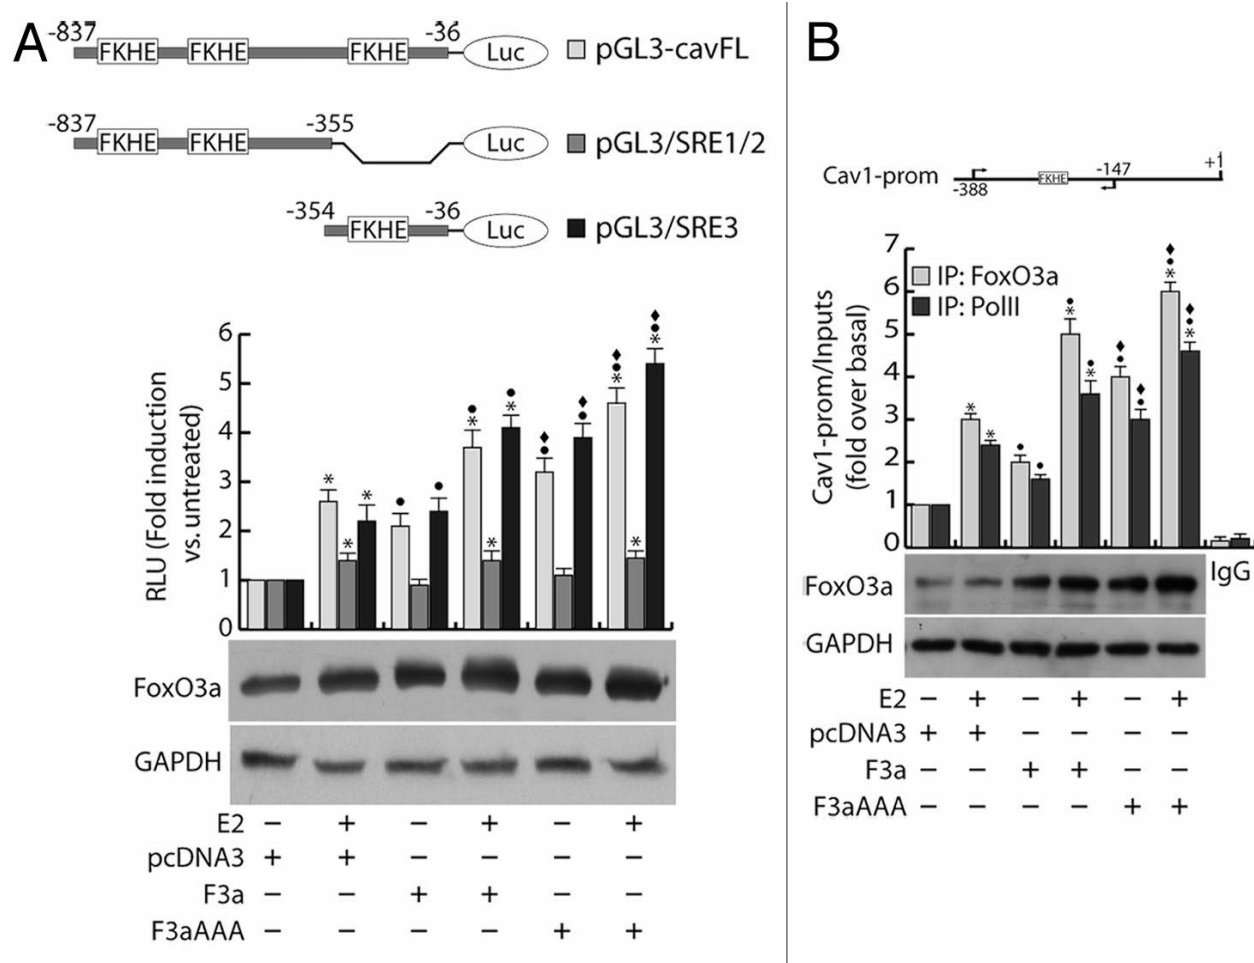 A
-837
-36
FKHE FKHE FKHE Luc pGL3-cavFL
-837
-355
FKHE FKHE Luc pGL3/SRE1/2
-354
-36
FKHE Luc pGL3/SRE3
RLU (Fold induction
vs. untreated)
6
5
4
3
2
1
0
* * * ● ● ● * * ● * ◆ ● ◆ ● ◆ ● * * ◆ ● *
FoxO3a
GAPDH
E2 − + − + − +
pcDNA3 + + − − − −
F3a − − + + − −
F3aAAA − − − − + +
B
Cav1-prom -388 FKHE -147 +1
Cav1-prom/Inputs
(fold over basal)
7
6
5
4
3
2
1
0
IP: FoxO3a
IP: PolII
* * ● ● ● * ● * ◆ ● ◆ ● ◆ ● * ◆ ● *
IgG
FoxO3a
GAPDH
E2 − + − + − +
pcDNA3 + + − − − −
F3a − − + + − −
F3aAAA − − − − + +